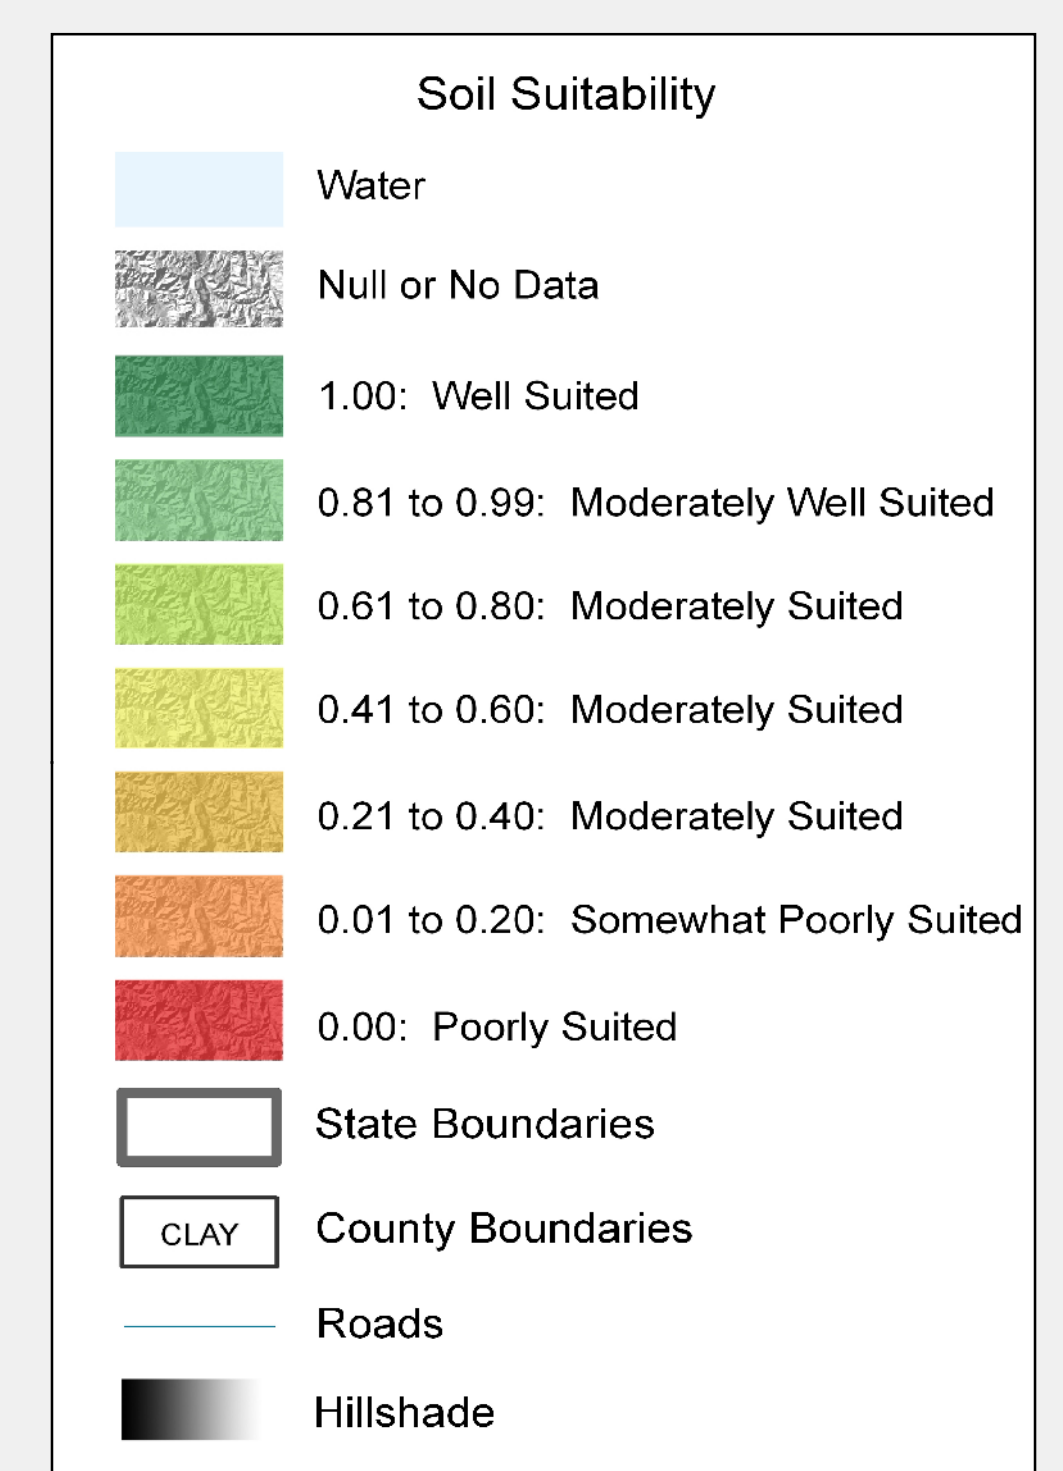 Soil Suitability
Water
Null or No Data
1.00:  Well Suited
0.81 to 0.99:  Moderately Well Suited
0.61 to 0.80:  Moderately Suited
0.41 to 0.60:  Moderately Suited
0.21 to 0.40:  Moderately Suited
0.01 to 0.20:  Somewhat Poorly Suited
0.00:  Poorly Suited
State Boundaries
CLAY County Boundaries
Roads
Hillshade